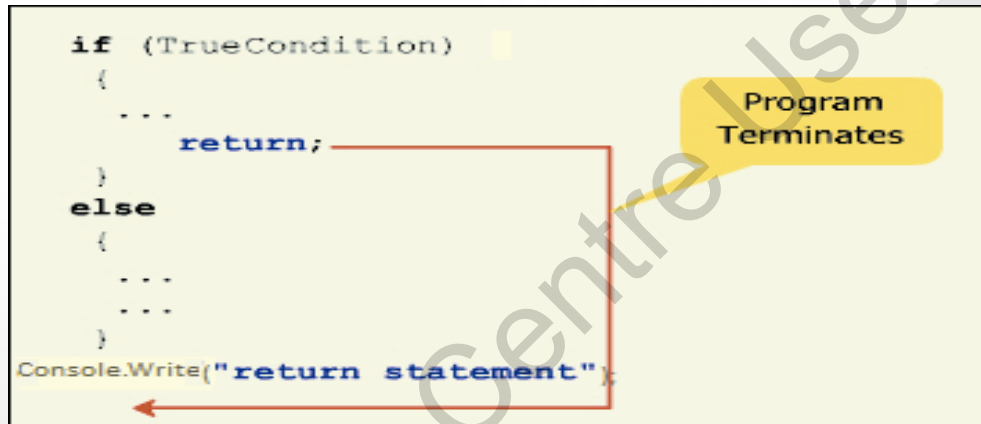 if (TrueCondition)
{
...
return;
}
else
{
...
...
}
Console.Write("return statement");
Program
Terminates
Centre Use